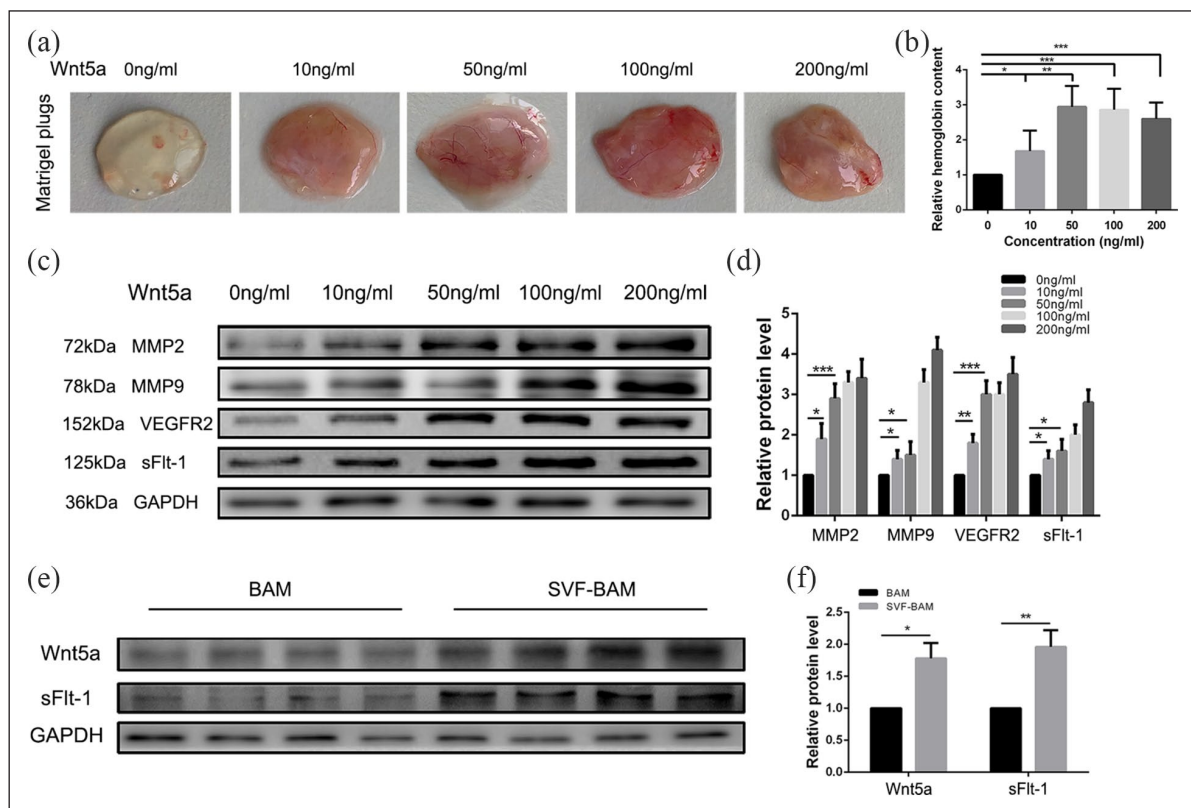 (a)
Wnt5a 0ng/ml 10ng/ml 50ng/ml 100ng/ml 200ng/ml
Matrigel plugs
(b)
Relative hemoglobin content
4
3
2
1
0
* ** *** ***
0 10 50 100 200
Concentration (ng/ml)
(c)
Wnt5a 0ng/ml 10ng/ml 50ng/ml 100ng/ml 200ng/ml
72kDa MMP2
78kDa MMP9
152kDa VEGFR2
125kDa sFlt-1
36kDa GAPDH
(d)
0ng/ml
10ng/ml
50ng/ml
100ng/ml
200ng/ml
Relative protein level
5
4
3
2
1
0
* *** * * ** *** * *
MMP2 MMP9 VEGFR2 sFlt-1
(e)
BAM SVF-BAM
Wnt5a
sFlt-1
GAPDH
(f)
BAM
SVF-BAM
Relative protein level
2.5
2.0
1.5
1.0
0.5
0.0
* **
Wnt5a sFlt-1